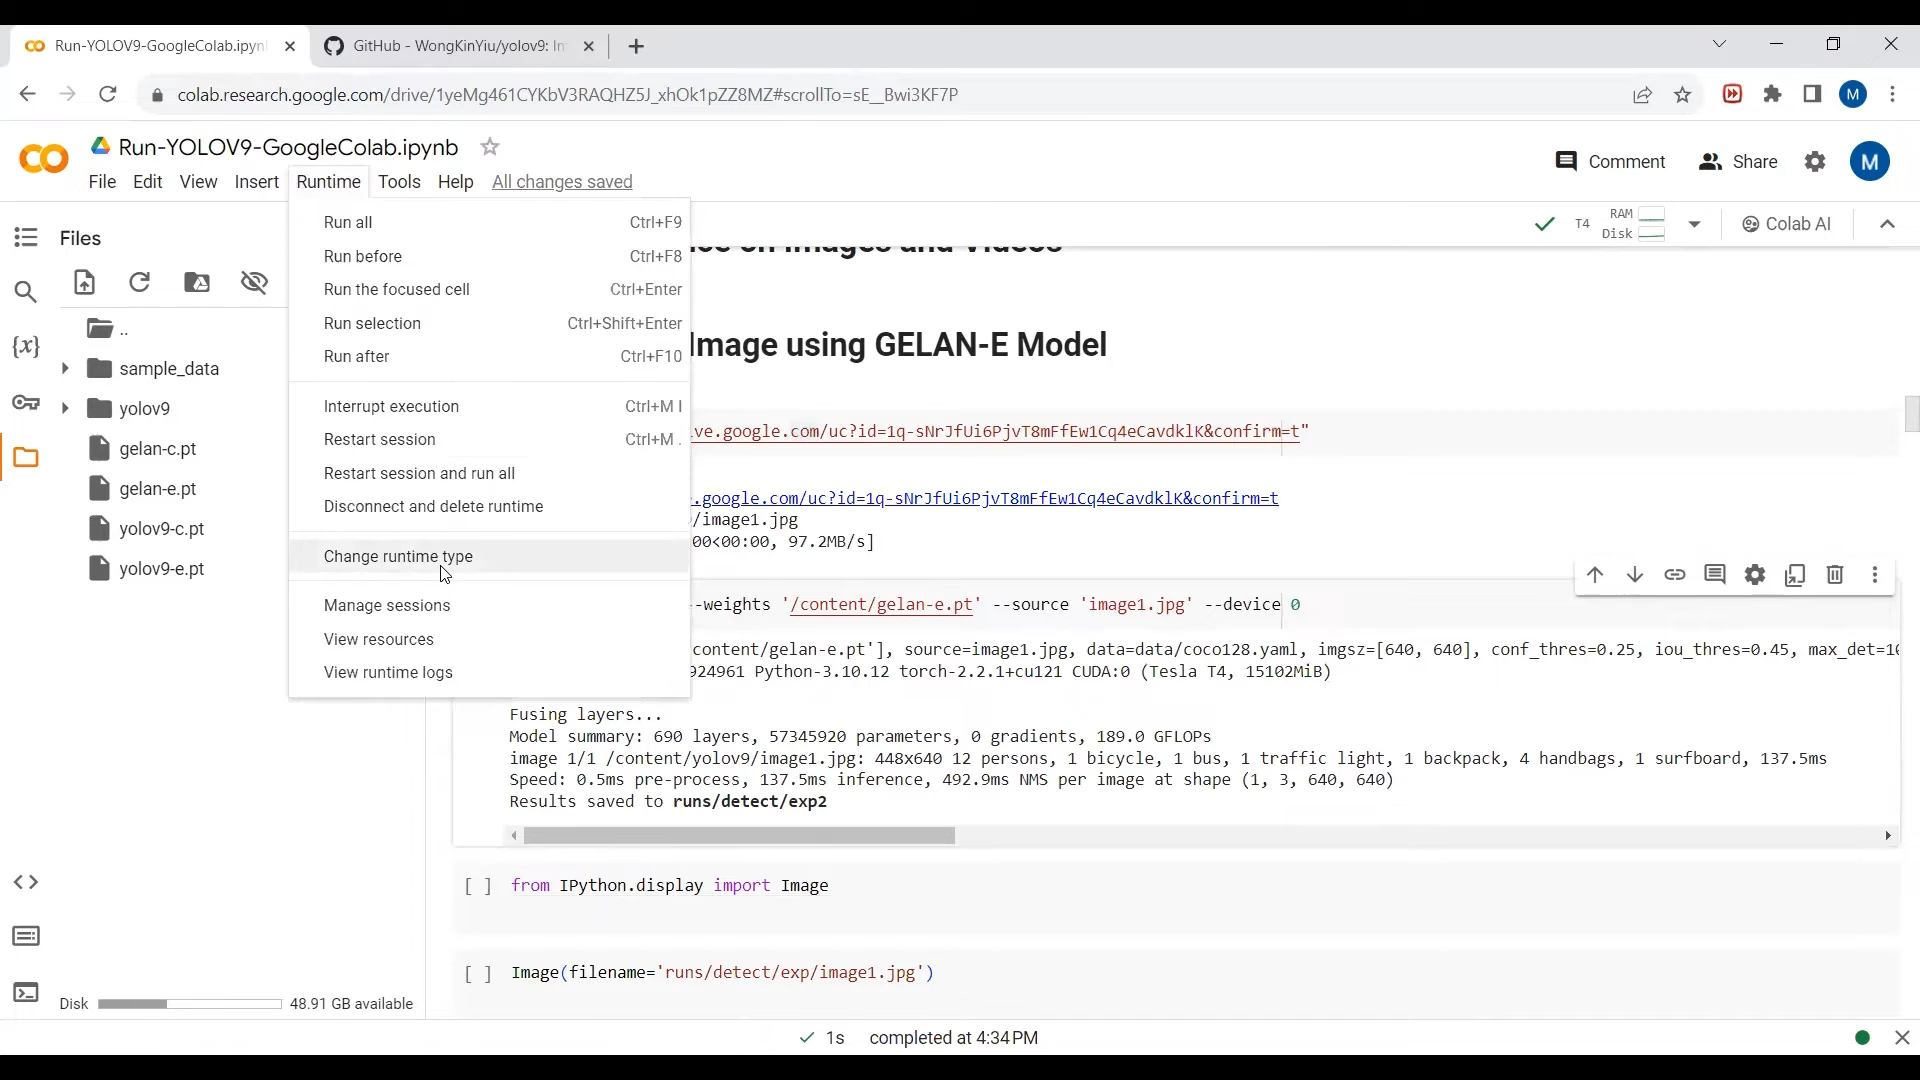 Run-YOLOV9-GoogleColab.ipyn
GitHub - WongKinYiu/yolov9: Im
colab.research.google.com/drive/1yeMg461CYKbV3RAQHZ5J_xhOk1pZZ8MZ#scrollTo=sE__Bwi3KF7P
M
Run-YOLOV9-GoogleColab.ipynb
File Edit View Insert Runtime Tools Help All changes saved
Comment Share M
Files
T4 RAM Disk
Colab AI
..
sample_data
yolov9
gelan-c.pt
gelan-e.pt
yolov9-c.pt
yolov9-e.pt
Disk 48.91 GB available
Run all Ctrl+F9
Run before Ctrl+F8
Run the focused cell Ctrl+Enter
Run selection Ctrl+Shift+Enter
Run after Ctrl+F10
Interrupt execution Ctrl+M I
Restart session Ctrl+M .
Restart session and run all
Disconnect and delete runtime
Change runtime type
Manage sessions
View resources
View runtime logs
ce on Images and Videos
Image using GELAN-E Model
ve.google.com/uc?id=1q-sNrJfUi6PjvT8mFfEw1Cq4eCavdklK&confirm=t"
.google.com/uc?id=1q-sNrJfUi6PjvT8mFfEw1Cq4eCavdklK&confirm=t
/image1.jpg
00<00:00, 97.2MB/s]
--weights '/content/gelan-e.pt' --source 'image1.jpg' --device 0
content/gelan-e.pt'], source=image1.jpg, data=data/coco128.yaml, imgsz=[640, 640], conf_thres=0.25, iou_thres=0.45, max_det=10
924961 Python-3.10.12 torch-2.2.1+cu121 CUDA:0 (Tesla T4, 15102MiB)
Fusing layers...
Model summary: 690 layers, 57345920 parameters, 0 gradients, 189.0 GFLOPs
image 1/1 /content/yolov9/image1.jpg: 448x640 12 persons, 1 bicycle, 1 bus, 1 traffic light, 1 backpack, 4 handbags, 1 surfboard, 137.5ms
Speed: 0.5ms pre-process, 137.5ms inference, 492.9ms NMS per image at shape (1, 3, 640, 640)
Results saved to runs/detect/exp2
[ ] from IPython.display import Image
[ ] Image(filename='runs/detect/exp/image1.jpg')
1s completed at 4:34 PM